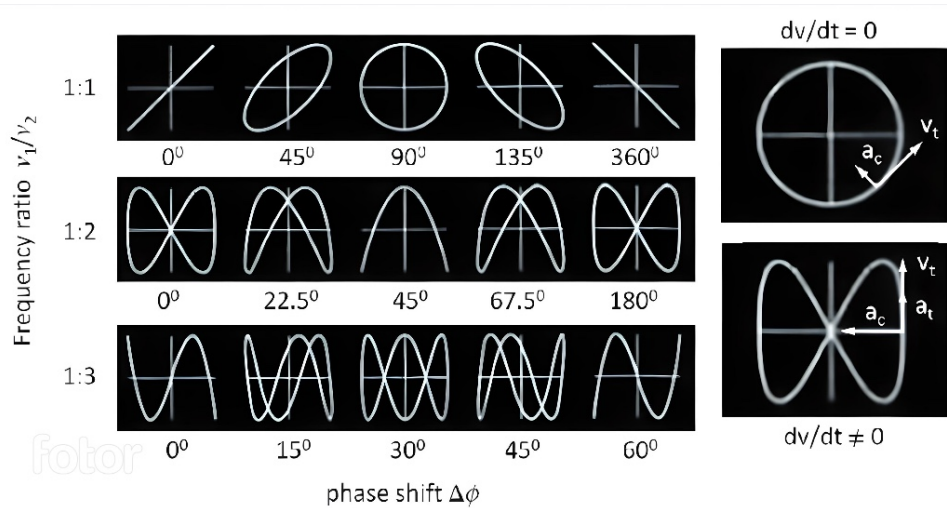 dv/dt = 0
1:1
0⁰ 45⁰ 90⁰ 135⁰ 360⁰
v_t
a_c
1:2
0⁰ 22.5⁰ 45⁰ 67.5⁰ 180⁰
v_t
a_t
a_c
1:3
0⁰ 15⁰ 30⁰ 45⁰ 60⁰
dv/dt ≠ 0
Frequency ratio ν₁/ν₂
phase shift Δϕ
fotor